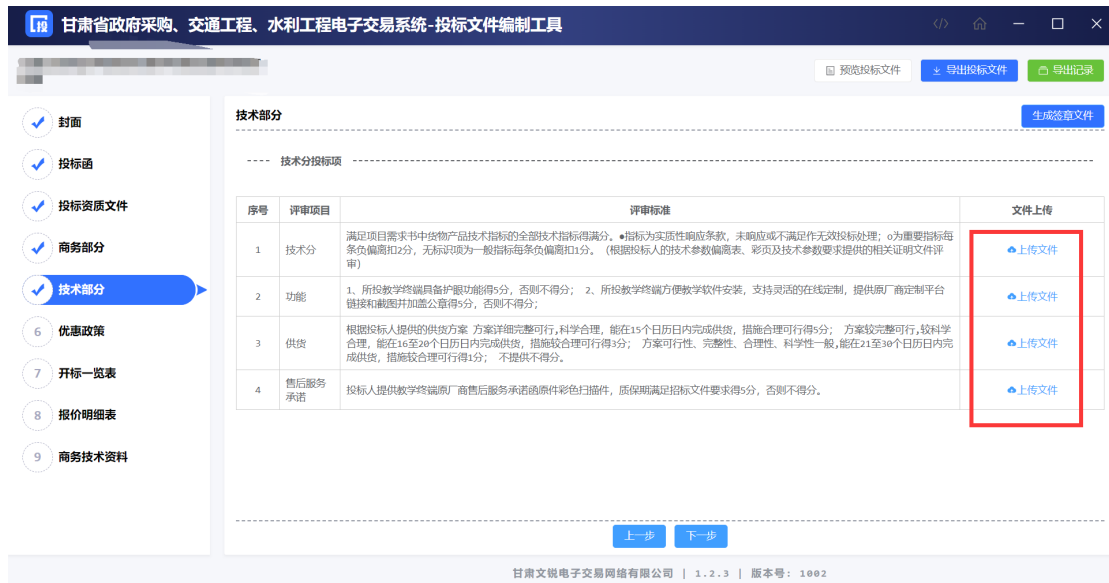 投 甘肃省政府采购、交通工程、水利工程电子交易系统-投标文件编制工具
预览投标文件 导出投标文件 导出记录
封面
投标函
投标资质文件
商务部分
技术部分
6 优惠政策
7 开标一览表
8 报价明细表
9 商务技术资料
技术部分 生成签章文件
---- 技术分投标项
序号 评审项目 评审标准 文件上传
1 技术分 满足项目需求书中货物产品技术指标的全部技术指标得满分。●指标为实质性响应条款，未响应或不满足作无效投标处理；o为重要指标每
条负偏离扣2分，无标识项为一般指标每条负偏离扣1分。（根据投标人的技术参数偏离表、彩页及技术参数要求提供的相关证明文件评
审） 上传文件
2 功能 1、所投教学终端具备护眼功能得5分，否则不得分； 2、所投教学终端方便教学软件安装，支持灵活的在线定制，提供原厂商定制平台
链接和截图并加盖公章得5分，否则不得分； 上传文件
3 供货 根据投标人提供的供货方案 方案详细完整可行,科学合理，能在15个日历日内完成供货，措施合理可行得5分； 方案较完整可行,较科学
合理，能在16至20个日历日内完成供货，措施较合理可行得3分； 方案可行性、完整性、合理性、科学性一般,能在21至30个日历日内完
成供货，措施较合理可行得1分； 不提供不得分。 上传文件
4 售后服务
承诺 投标人提供教学终端原厂商售后服务承诺函原件彩色扫描件，质保期满足招标文件要求得5分，否则不得分。 上传文件
上一步 下一步
甘肃文锐电子交易网络有限公司 | 1.2.3 | 版本号: 1002